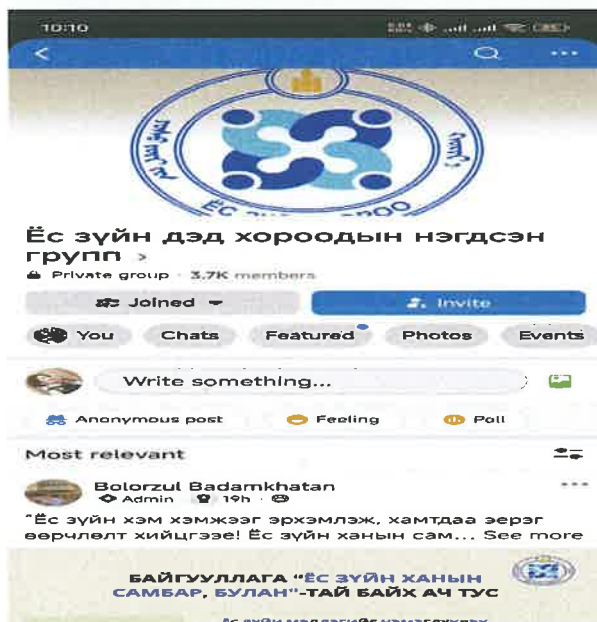 10:10
Ёс зүйн дэд хороодын нэгдсэн
групп >
Private group · 3.7K members
Joined
Invite
You
Chats
Featured
Photos
Events
Write something...
Anonymous post
Feeling
Poll
Most relevant
Bolorzul Badamkhatan
Admin · 19h
"Ёс зүйн хэм хэмжээг эрхэмлэж, хамтдаа эерэг
өөрчлөлт хийцгээе! Ёс зүйн ханын сам... See more
БАЙГУУЛЛАГА "ЁС ЗҮЙН ХАНЫН
САМБАР, БУЛАН"-ТАЙ БАЙХ АЧ ТУС